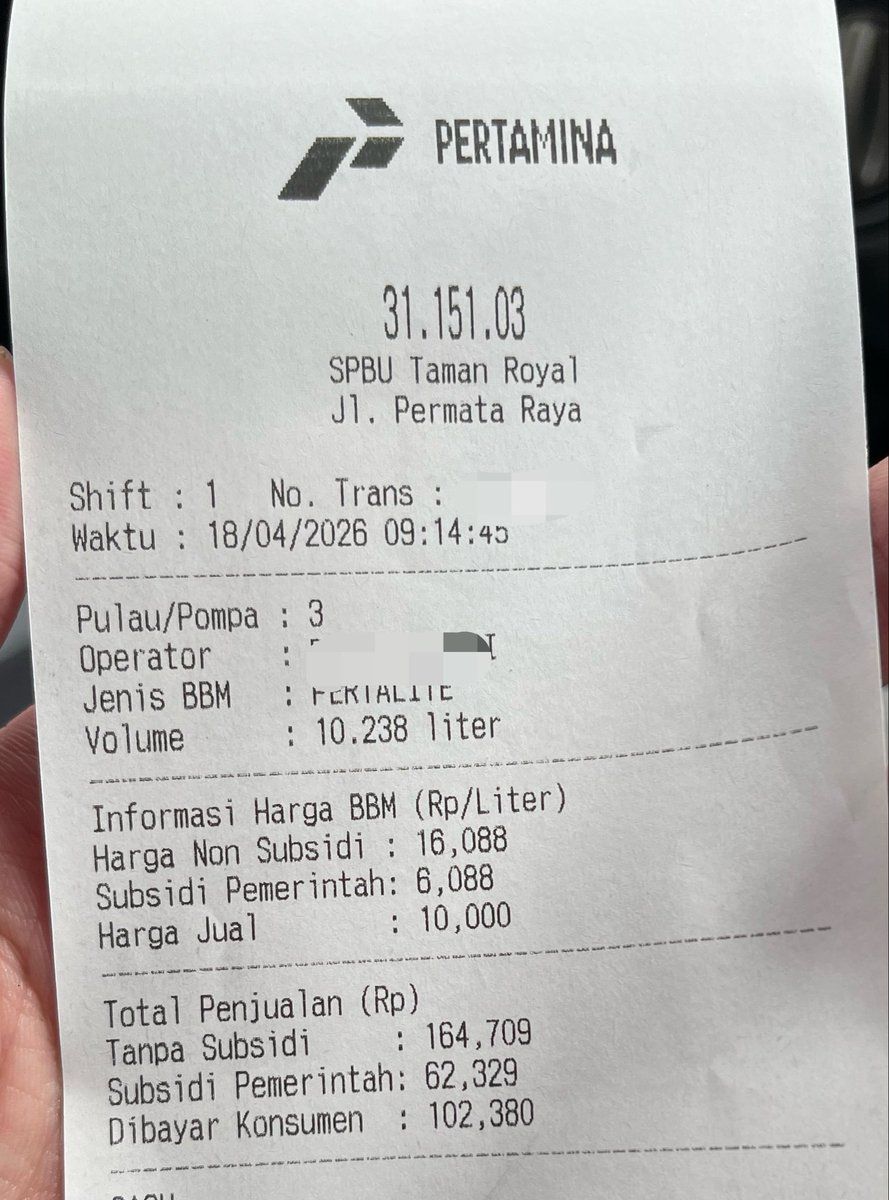 PERTAMINA
31.151.03
SPBU Taman Royal
Jl. Permata Raya
Shift : 1 No. Trans :
Waktu : 18/04/2026 09:14:45
Pulau/Pompa : 3
Operator :
Jenis BBM : PERTALITE
Volume : 10.238 liter
Informasi Harga BBM (Rp/Liter)
Harga Non Subsidi : 16,088
Subsidi Pemerintah: 6,088
Harga Jual : 10,000
Total Penjualan (Rp)
Tanpa Subsidi : 164,709
Subsidi Pemerintah: 62,329
Dibayar Konsumen : 102,380